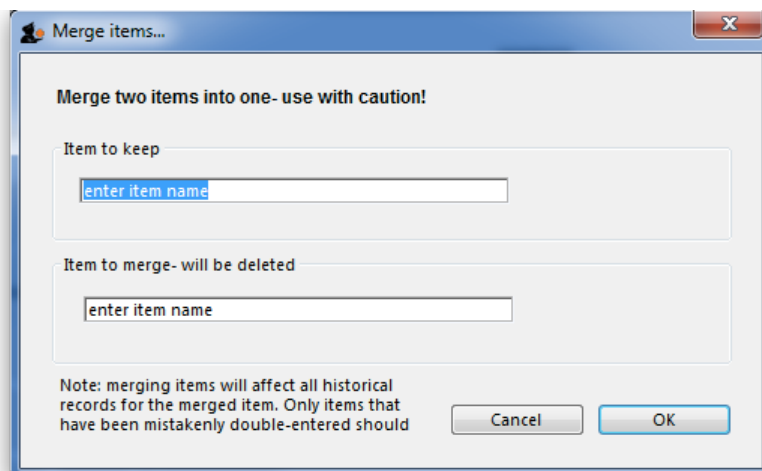 Merge items...
Merge two items into one- use with caution!
Item to keep
enter item name
Item to merge- will be deleted
enter item name
Note: merging items will affect all historical
records for the merged item. Only items that
have been mistakenly double-entered should
Cancel
OK